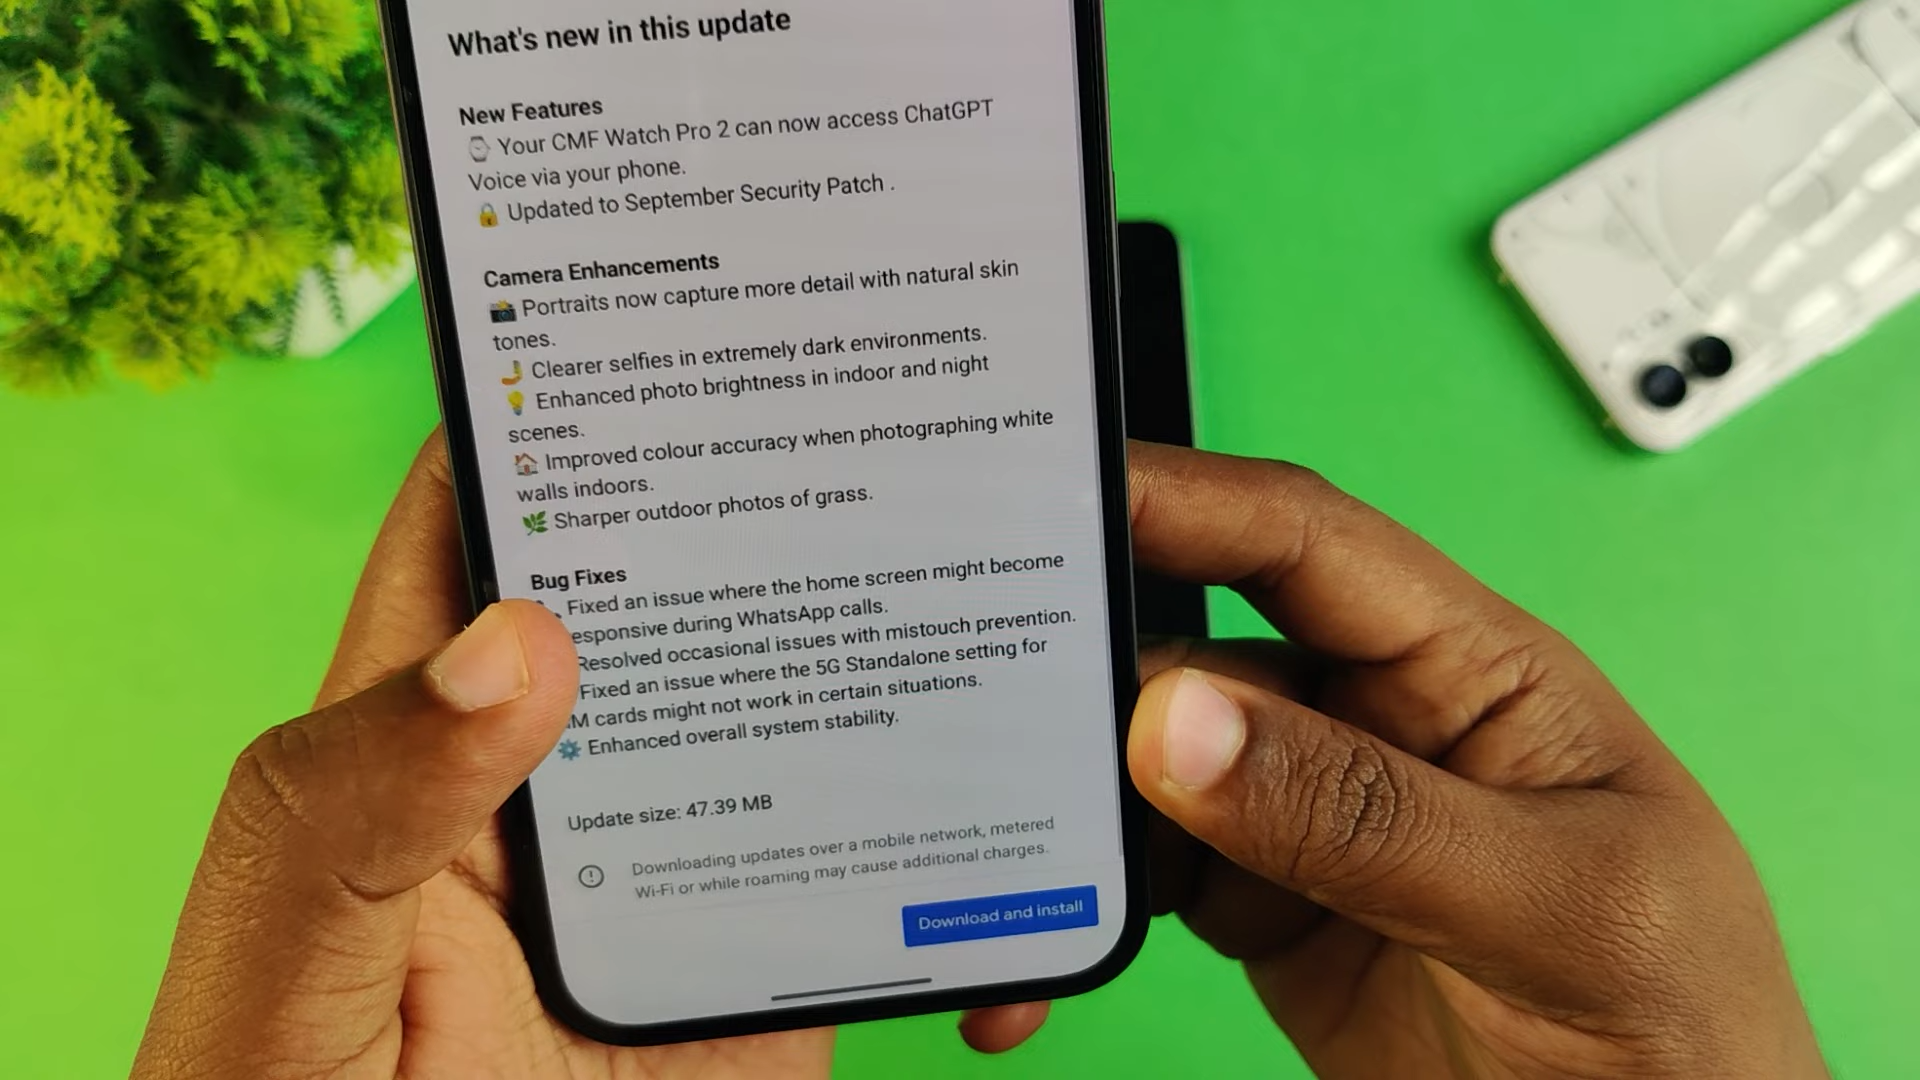 What's new in this update
New Features
⌚ Your CMF Watch Pro 2 can now access ChatGPT
Voice via your phone.
🔒 Updated to September Security Patch .
Camera Enhancements
📸 Portraits now capture more detail with natural skin
tones.
🤳 Clearer selfies in extremely dark environments.
💡 Enhanced photo brightness in indoor and night
scenes.
🏠 Improved colour accuracy when photographing white
walls indoors.
🌿 Sharper outdoor photos of grass.
Bug Fixes
Fixed an issue where the home screen might become
esponsive during WhatsApp calls.
Resolved occasional issues with mistouch prevention.
Fixed an issue where the 5G Standalone setting for
M cards might not work in certain situations.
⚙️ Enhanced overall system stability.
Update size: 47.39 MB
Downloading updates over a mobile network, metered
Wi-Fi or while roaming may cause additional charges.
Download and install